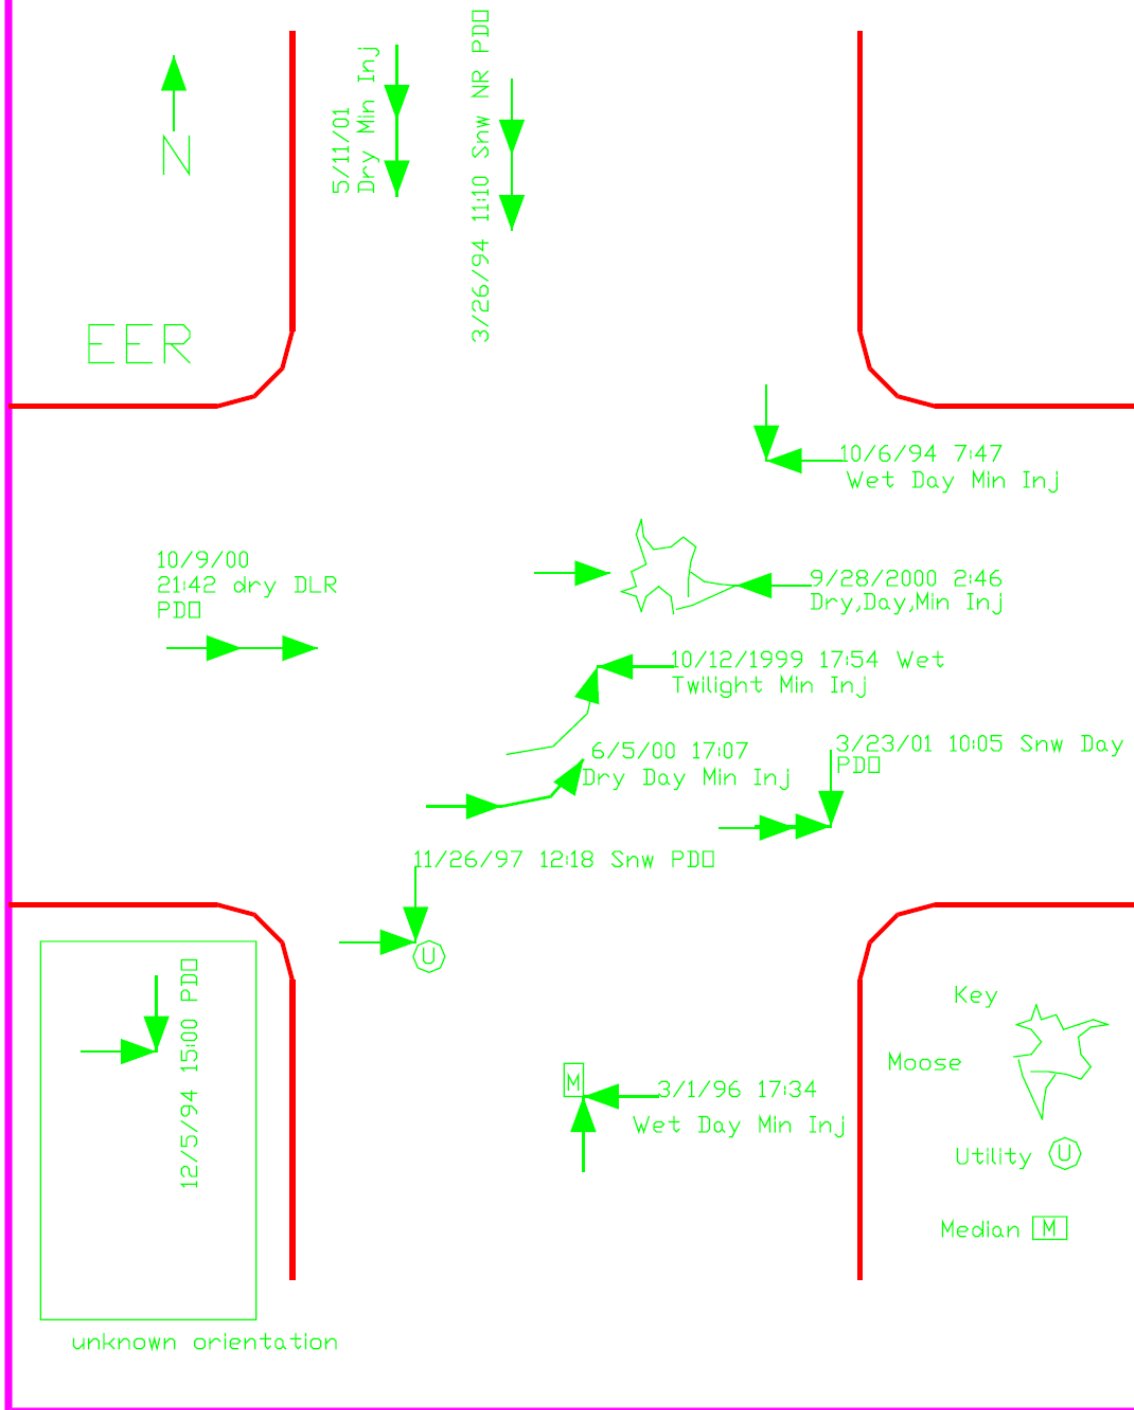 N
5/11/01
Dry Min Inj
3/26/94 11:10 Snw NR PDO
EER
10/6/94 7:47
Wet Day Min Inj
10/9/00
21:42 dry DLR
PDO
9/28/2000 2:46
Dry,Day,Min Inj
10/12/1999 17:54 Wet
Twilight Min Inj
6/5/00 17:07
Dry Day Min Inj
3/23/01 10:05 Snw Day
PDO
11/26/97 12:18 Snw PDO
U
12/5/94 15:00 PDO
unknown orientation
M
3/1/96 17:34
Wet Day Min Inj
Key
Moose
Utility U
Median M